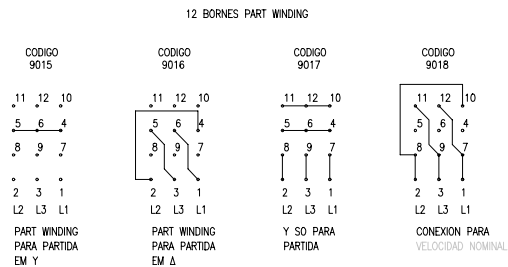 12 BORNES PART WINDING
CODIGO
9015
11 12 10
5 6 4
8 9 7
2 3 1
L2 L3 L1
PART WINDING
PARA PARTIDA
EM Y
CODIGO
9016
11 12 10
5 6 4
8 9 7
2 3 1
L2 L3 L1
PART WINDING
PARA PARTIDA
EM Δ
CODIGO
9017
11 12 10
5 6 4
8 9 7
2 3 1
L2 L3 L1
Y SO PARA
PARTIDA
CODIGO
9018
11 12 10
5 6 4
8 9 7
2 3 1
L2 L3 L1
CONEXION PARA
VELOCIDAD NOMINAL